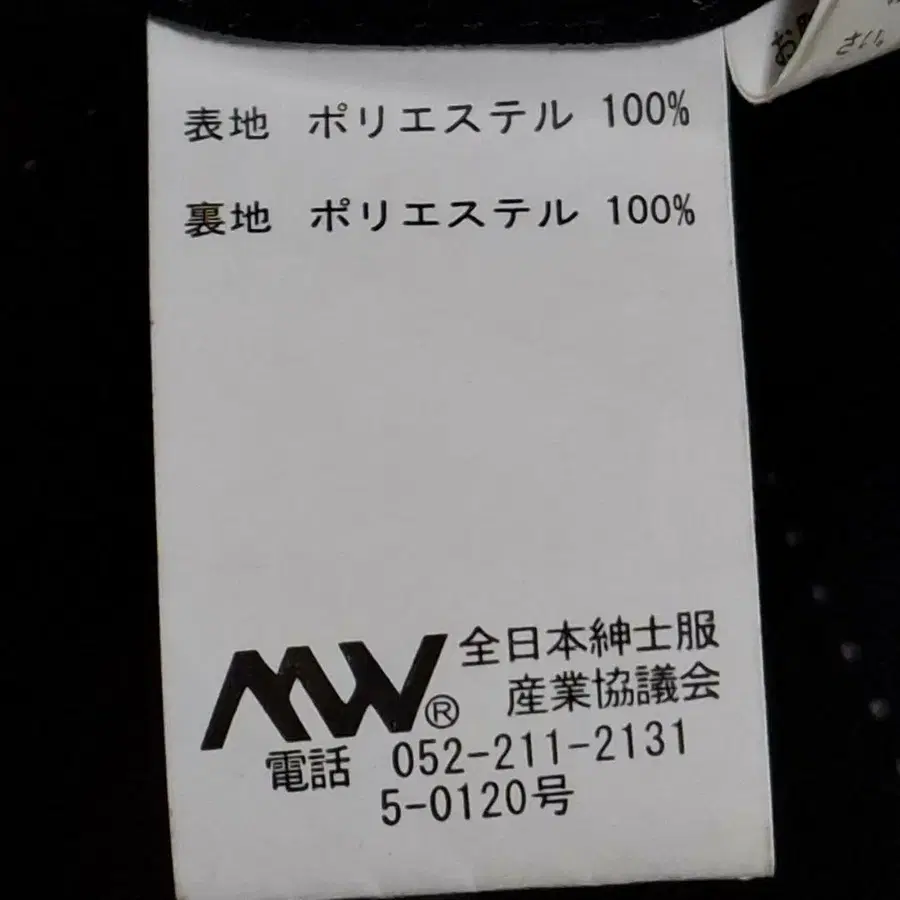 表地 ポリエステル 100%
裏地 ポリエステル 100%
MW® 全日本紳士服
産業協議会
電話 052-211-2131
5-0120号